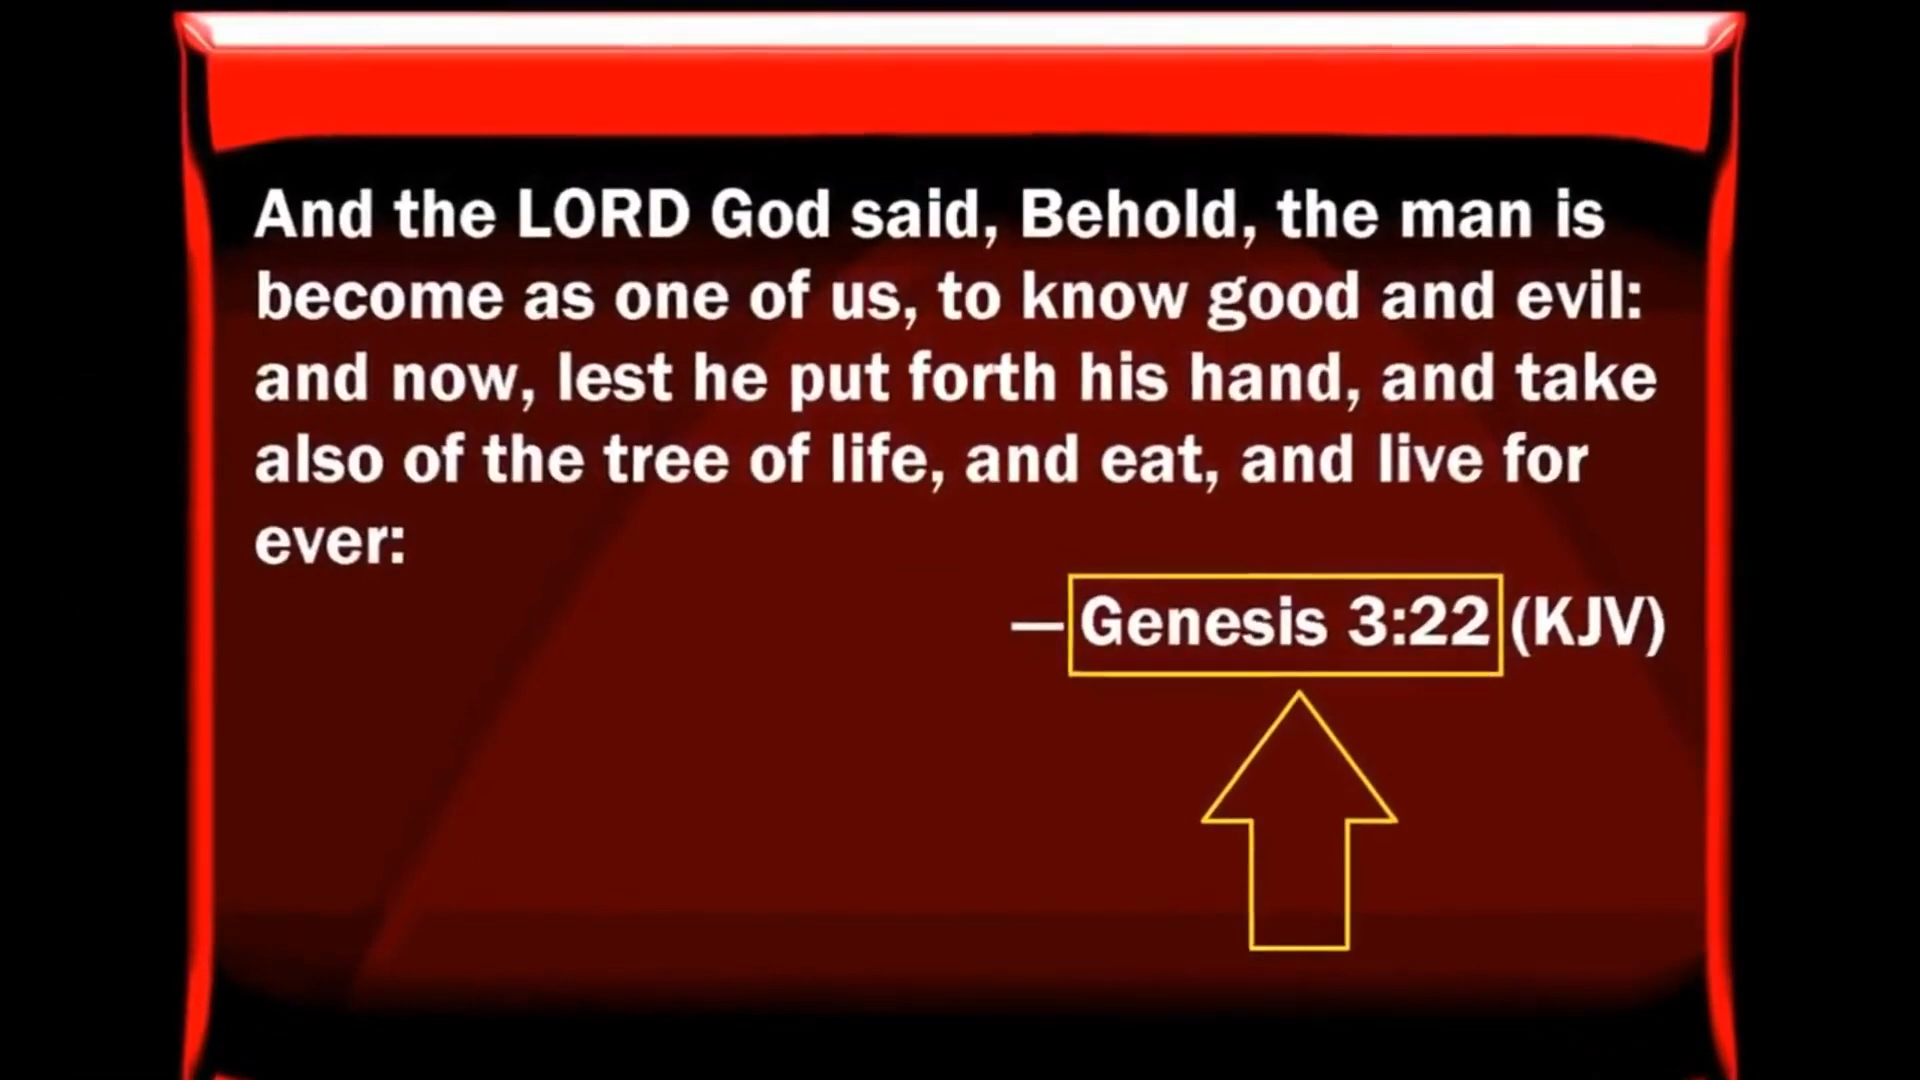 And the LORD God said, Behold, the man is
become as one of us, to know good and evil:
and now, lest he put forth his hand, and take
also of the tree of life, and eat, and live for
ever:
—Genesis 3:22 (KJV)